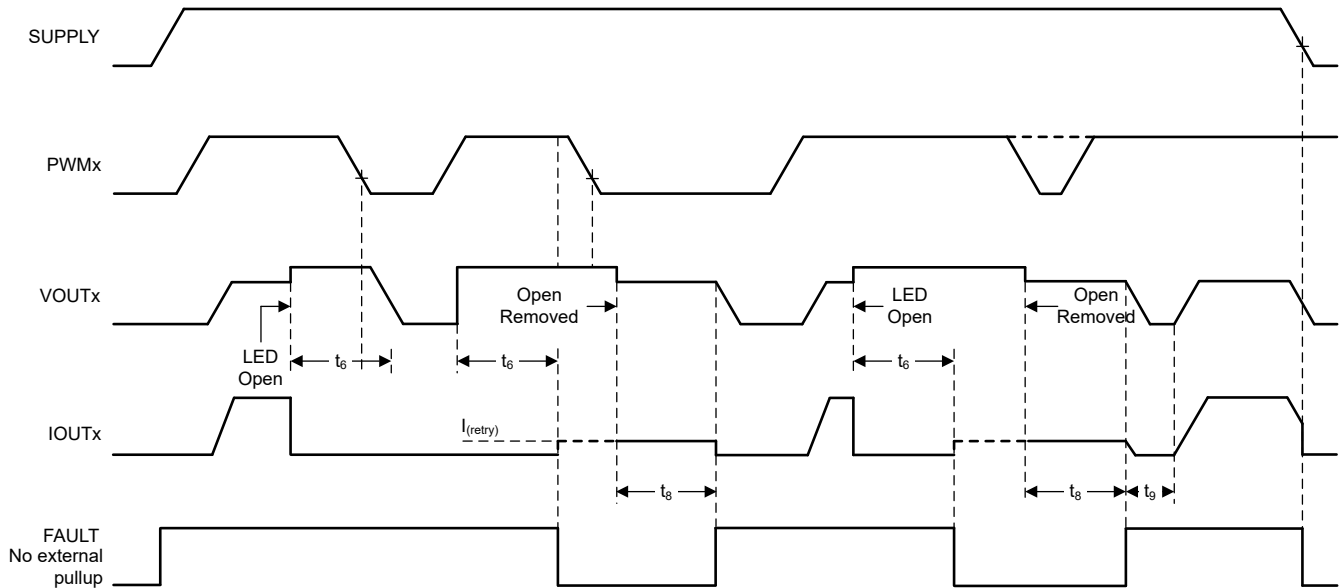 SUPPLY
PWMx
VOUTx
LED
Open
t6
t6
Open
Removed
LED
Open
t6
Open
Removed
IOUTx
I(retry)
t8
t8
t9
FAULT
No external
pullup